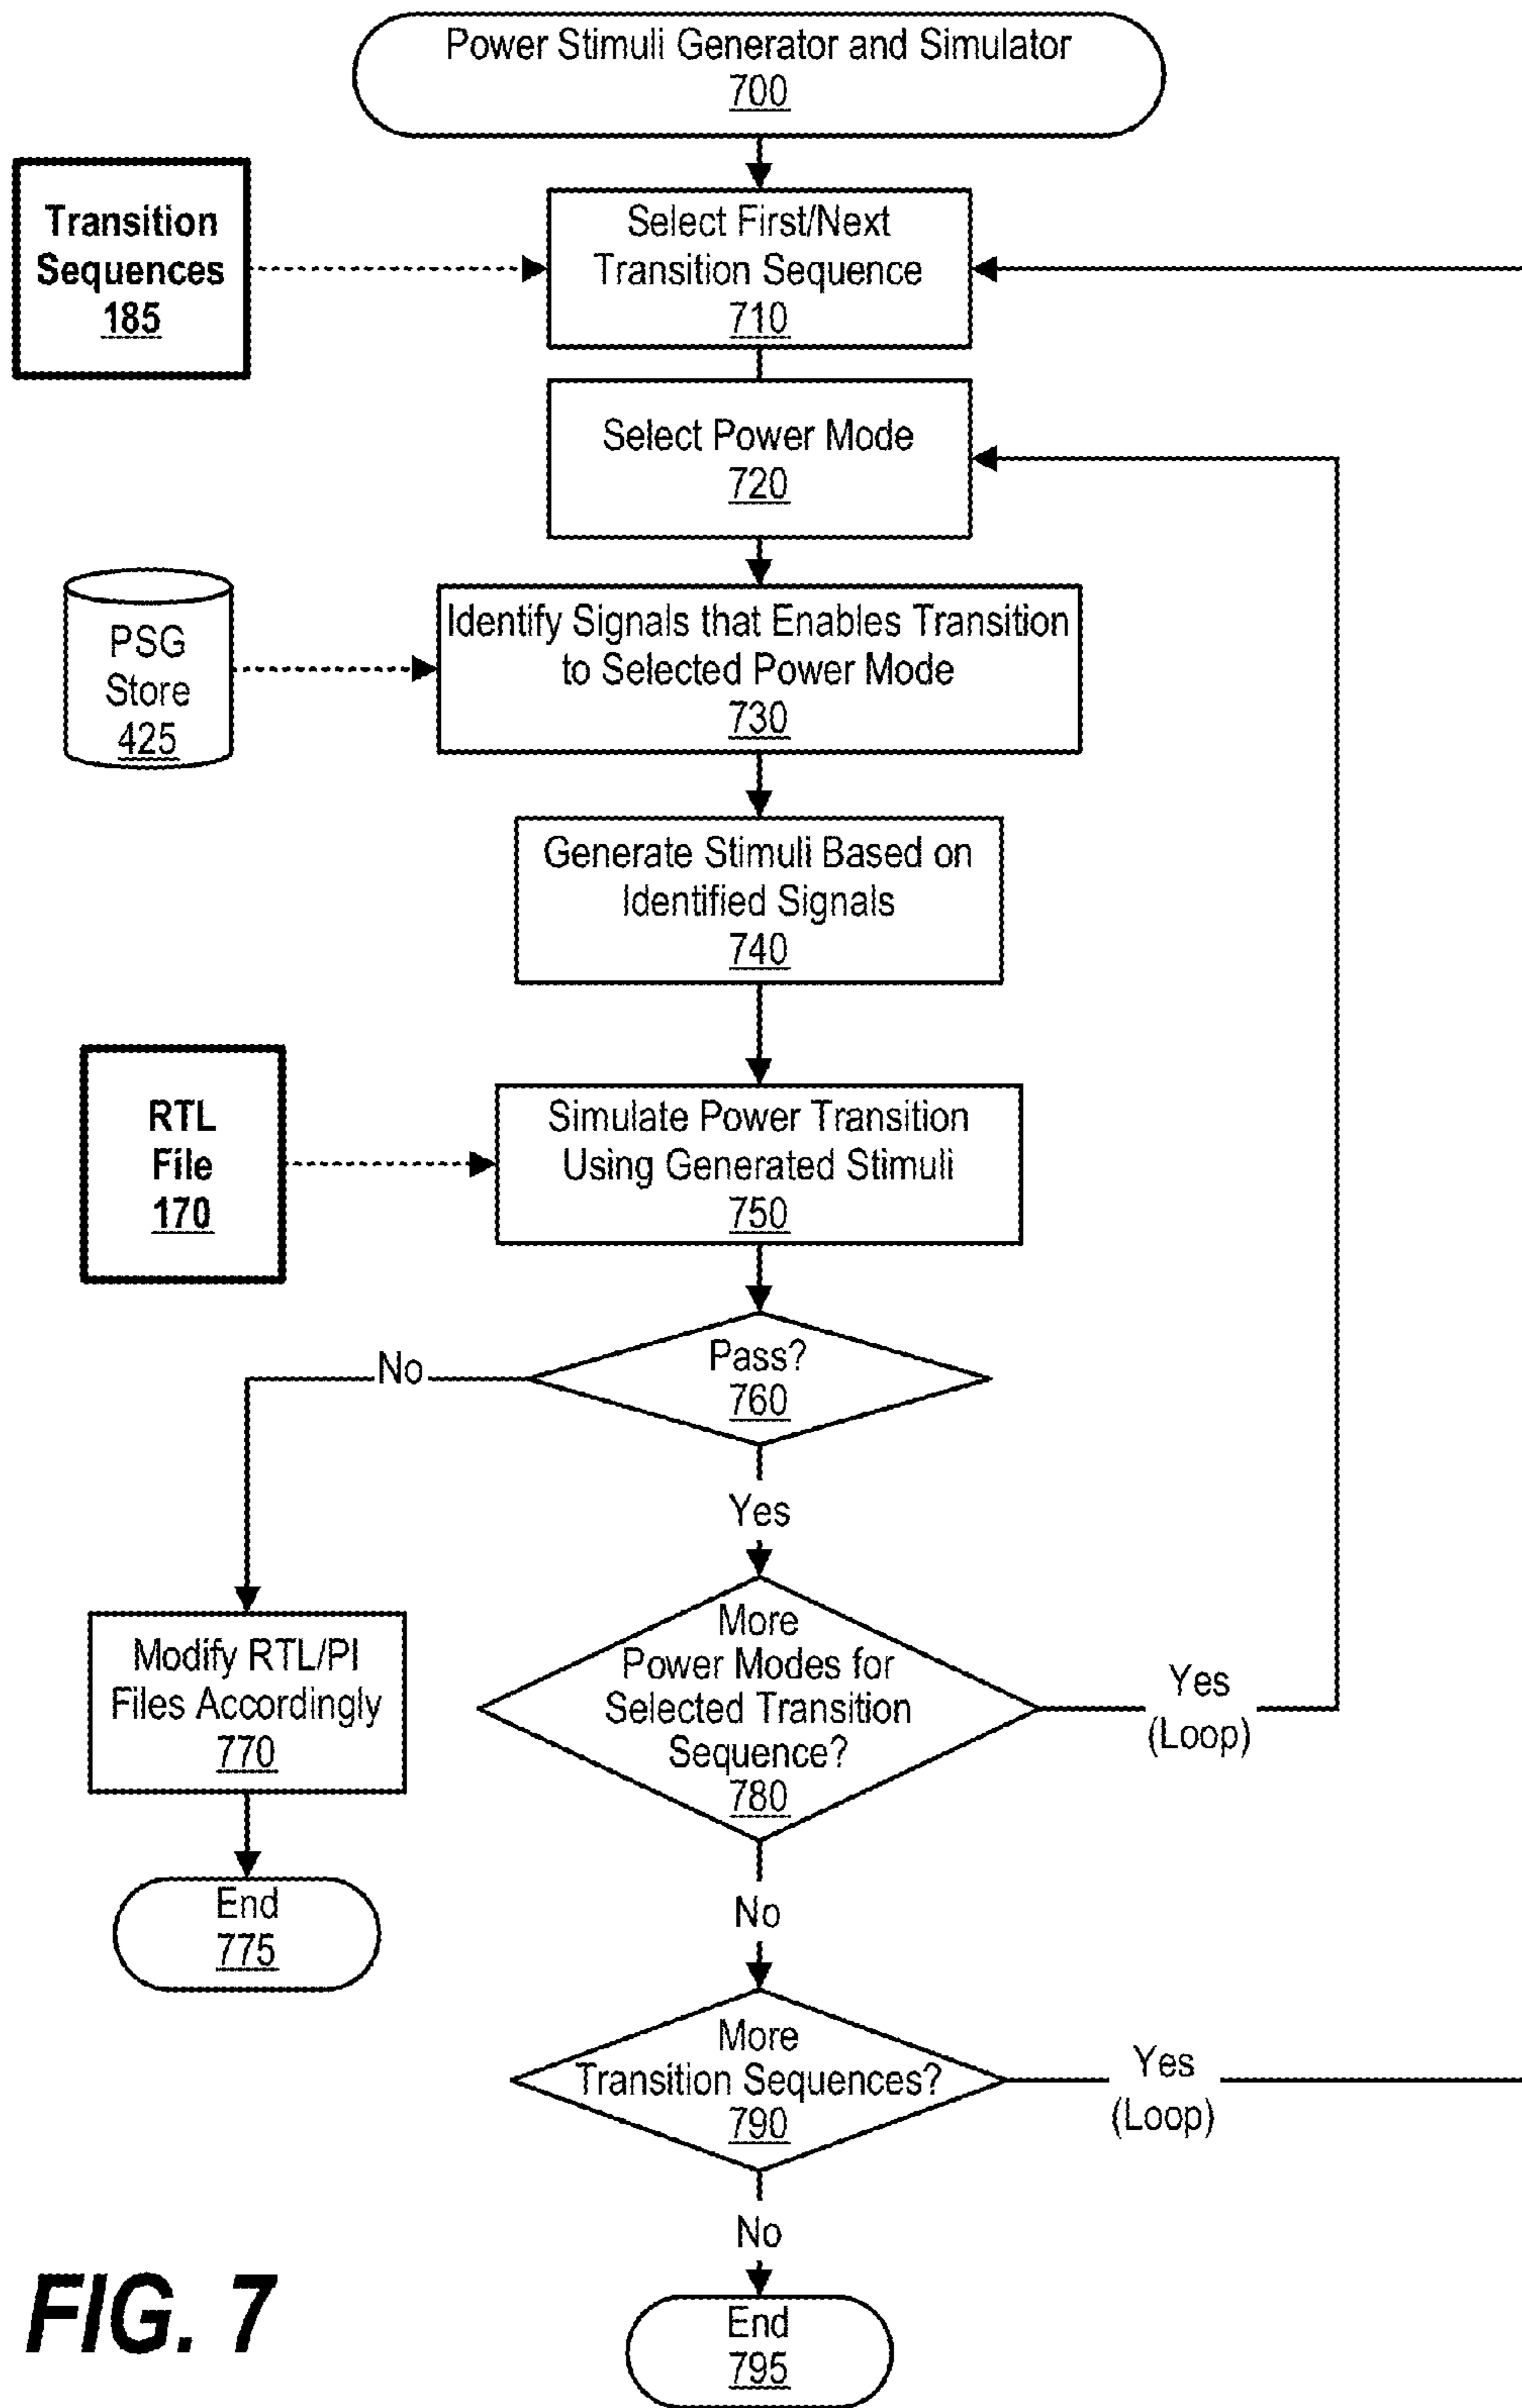 Power Stimuli Generator and Simulator
700
Transition
Sequences
185
Select First/Next
Transition Sequence
710
Select Power Mode
720
PSG
Store
425
Identify Signals that Enables Transition
to Selected Power Mode
730
Generate Stimuli Based on
Identified Signals
740
RTL
File
170
Simulate Power Transition
Using Generated Stimuli
750
Pass?
760
No
Yes
Modify RTL/PI
Files Accordingly
770
More
Power Modes for
Selected Transition
Sequence?
780
Yes
(Loop)
End
775
No
More
Transition Sequences?
790
Yes
(Loop)
No
End
795
FIG. 7